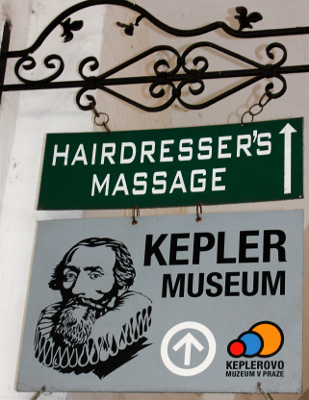 HAIRDRESSER'S
MASSAGE
KEPLER
MUSEUM
KEPLEROVO
MUZEUM V PRAZE